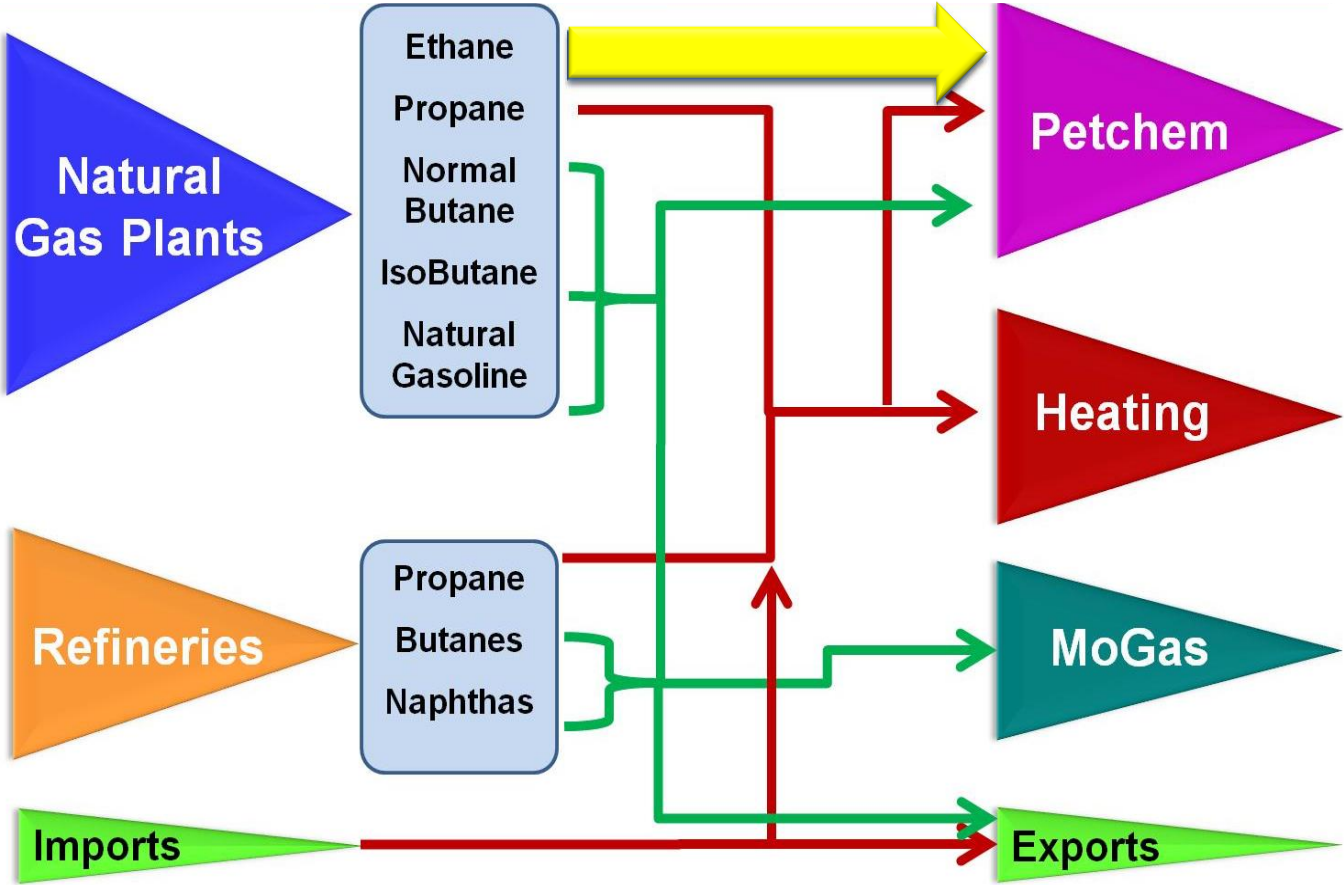 Natural
Gas Plants
Ethane
Propane
Normal
Butane
IsoButane
Natural
Gasoline
Petchem
Heating
Refineries
Propane
Butanes
Naphthas
MoGas
Imports
Exports